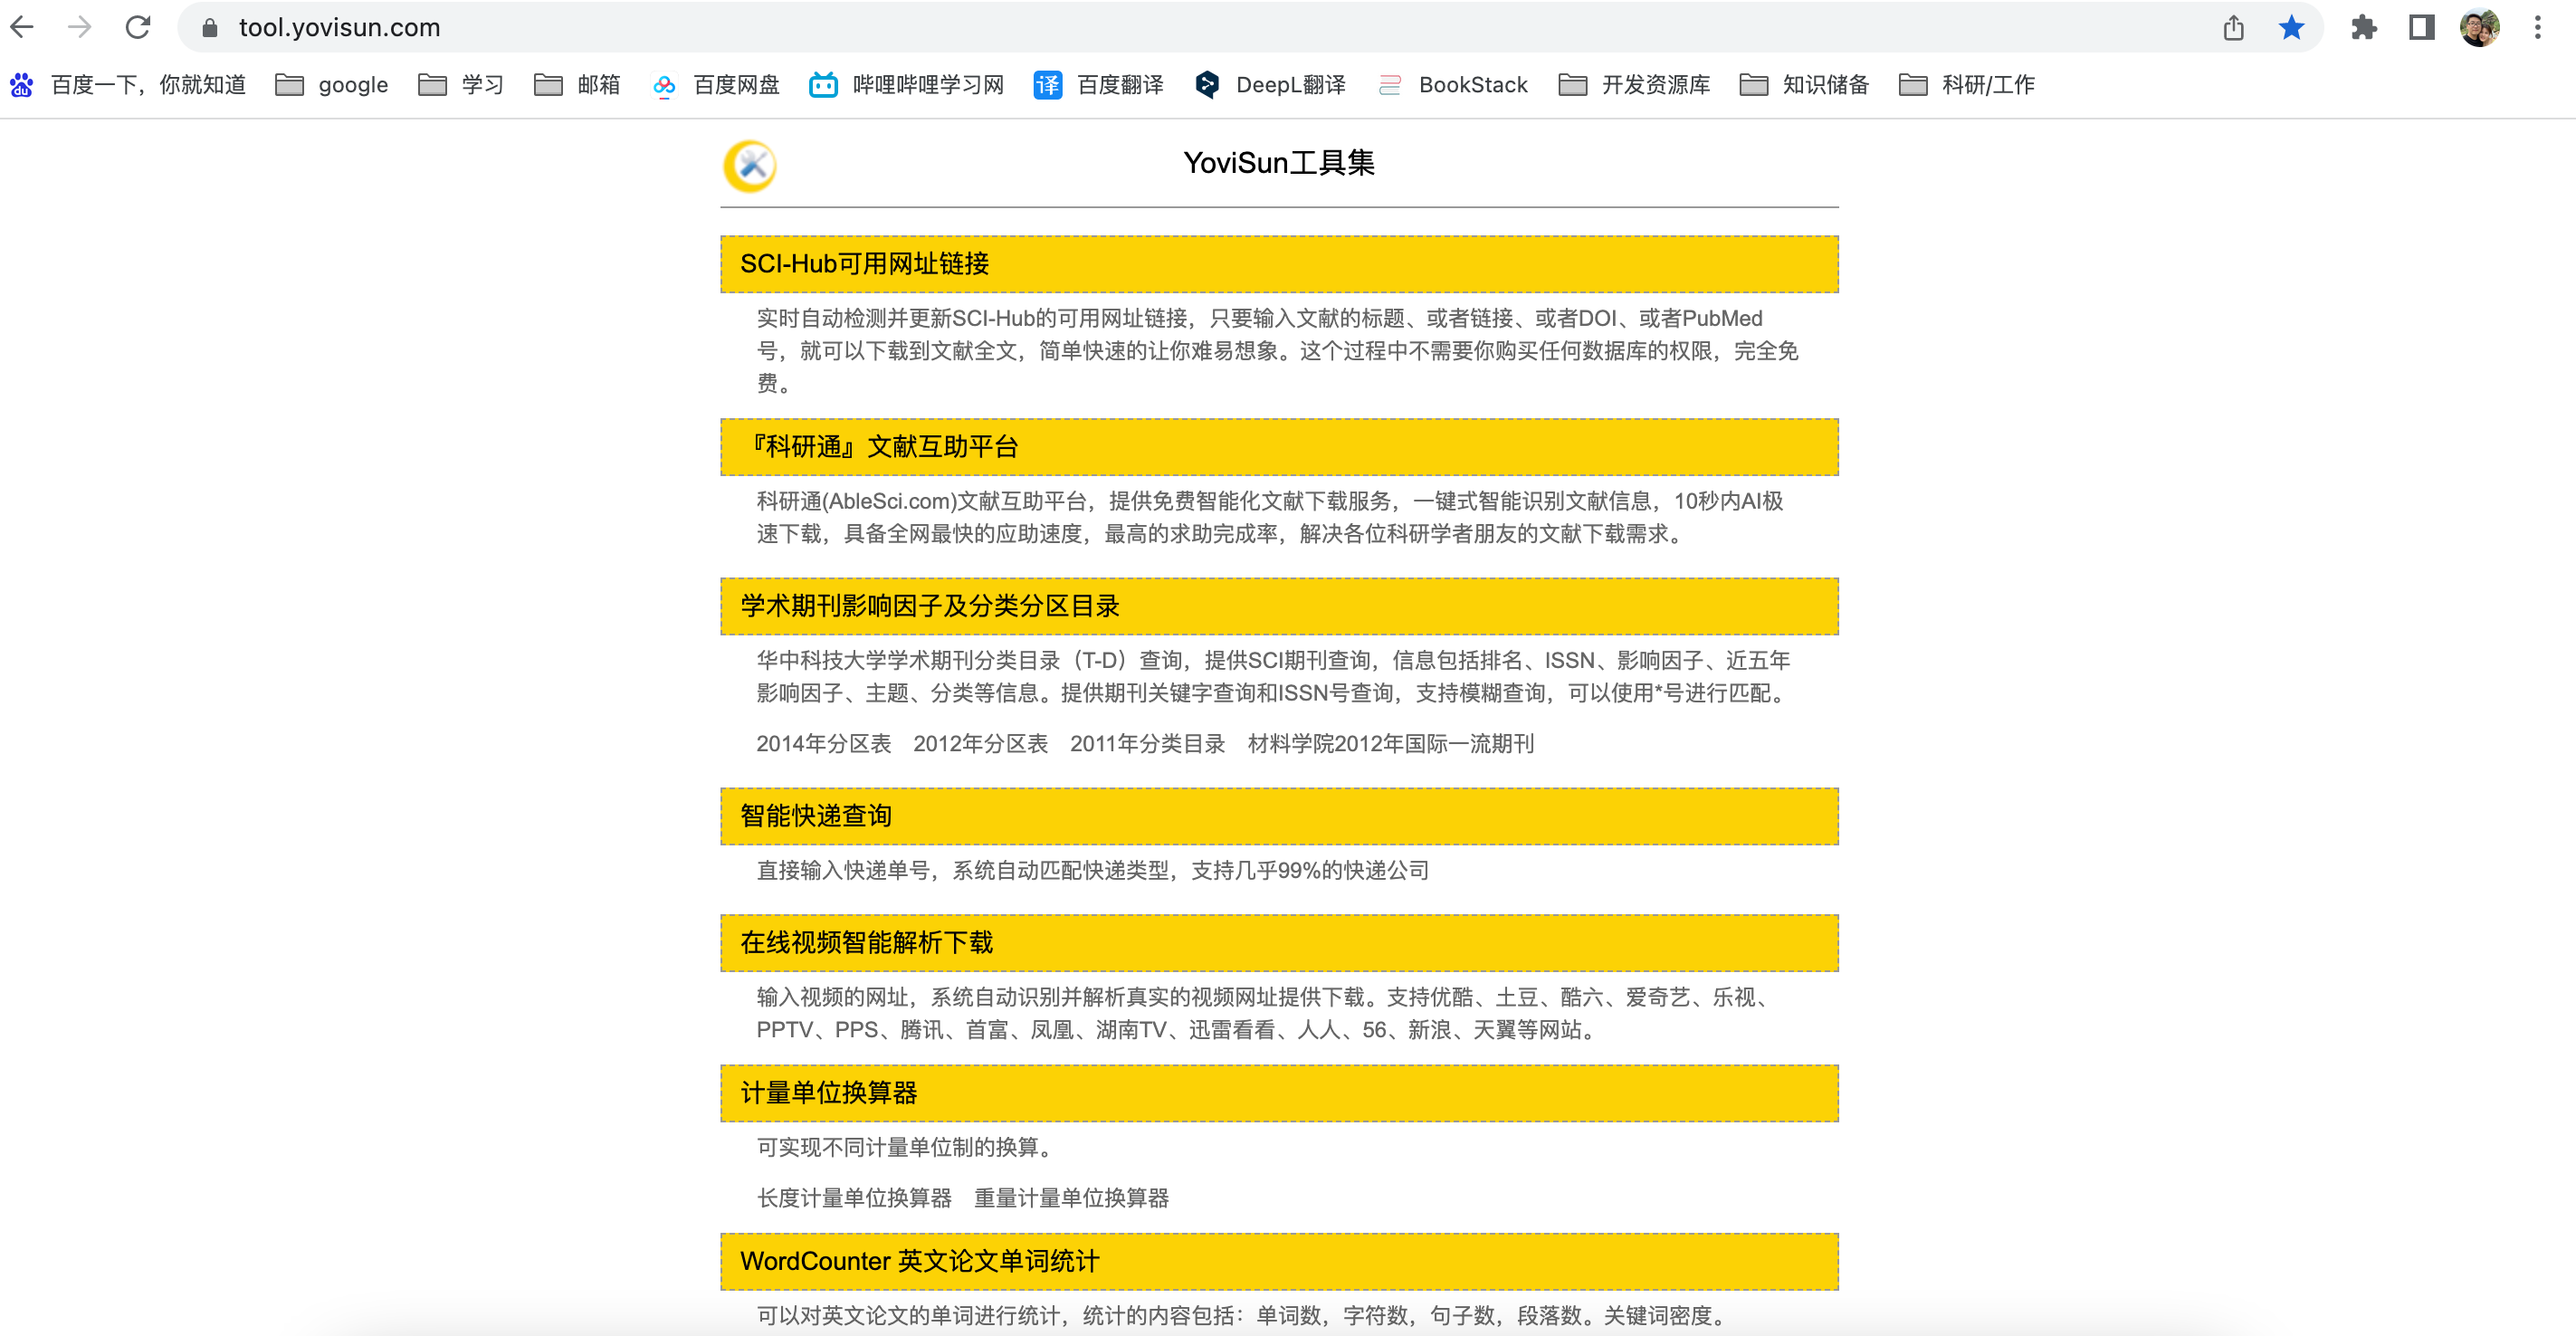 tool.yovisun.com
百度一下，你就知道 google 学习 邮箱 百度网盘 哔哩哔哩学习网 译 百度翻译 DeepL翻译 BookStack 开发资源库 知识储备 科研/工作
YoviSun工具集
SCI-Hub可用网址链接
实时自动检测并更新SCI-Hub的可用网址链接，只要输入文献的标题、或者链接、或者DOI、或者PubMed
号，就可以下载到文献全文，简单快速的让你难易想象。这个过程中不需要你购买任何数据库的权限，完全免
费。
『科研通』文献互助平台
科研通(AbleSci.com)文献互助平台，提供免费智能化文献下载服务，一键式智能识别文献信息，10秒内AI极
速下载，具备全网最快的应助速度，最高的求助完成率，解决各位科研学者朋友的文献下载需求。
学术期刊影响因子及分类分区目录
华中科技大学学术期刊分类目录（T-D）查询，提供SCI期刊查询，信息包括排名、ISSN、影响因子、近五年
影响因子、主题、分类等信息。提供期刊关键字查询和ISSN号查询，支持模糊查询，可以使用*号进行匹配。
2014年分区表 2012年分区表 2011年分类目录 材料学院2012年国际一流期刊
智能快递查询
直接输入快递单号，系统自动匹配快递类型，支持几乎99%的快递公司
在线视频智能解析下载
输入视频的网址，系统自动识别并解析真实的视频网址提供下载。支持优酷、土豆、酷六、爱奇艺、乐视、
PPTV、PPS、腾讯、首富、凤凰、湖南TV、迅雷看看、人人、56、新浪、天翼等网站。
计量单位换算器
可实现不同计量单位制的换算。
长度计量单位换算器 重量计量单位换算器
WordCounter 英文论文单词统计
可以对英文论文的单词进行统计，统计的内容包括：单词数，字符数，句子数，段落数。关键词密度。